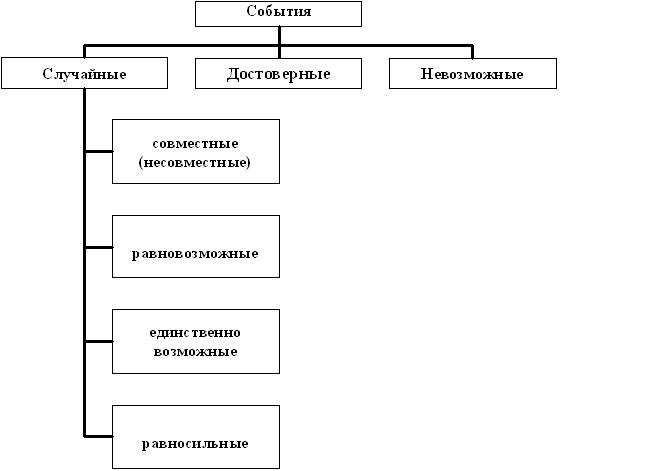 События
Случайные
Достоверные
Невозможные
совместные
(несовместные)
равновозможные
единственно
возможные
равносильные